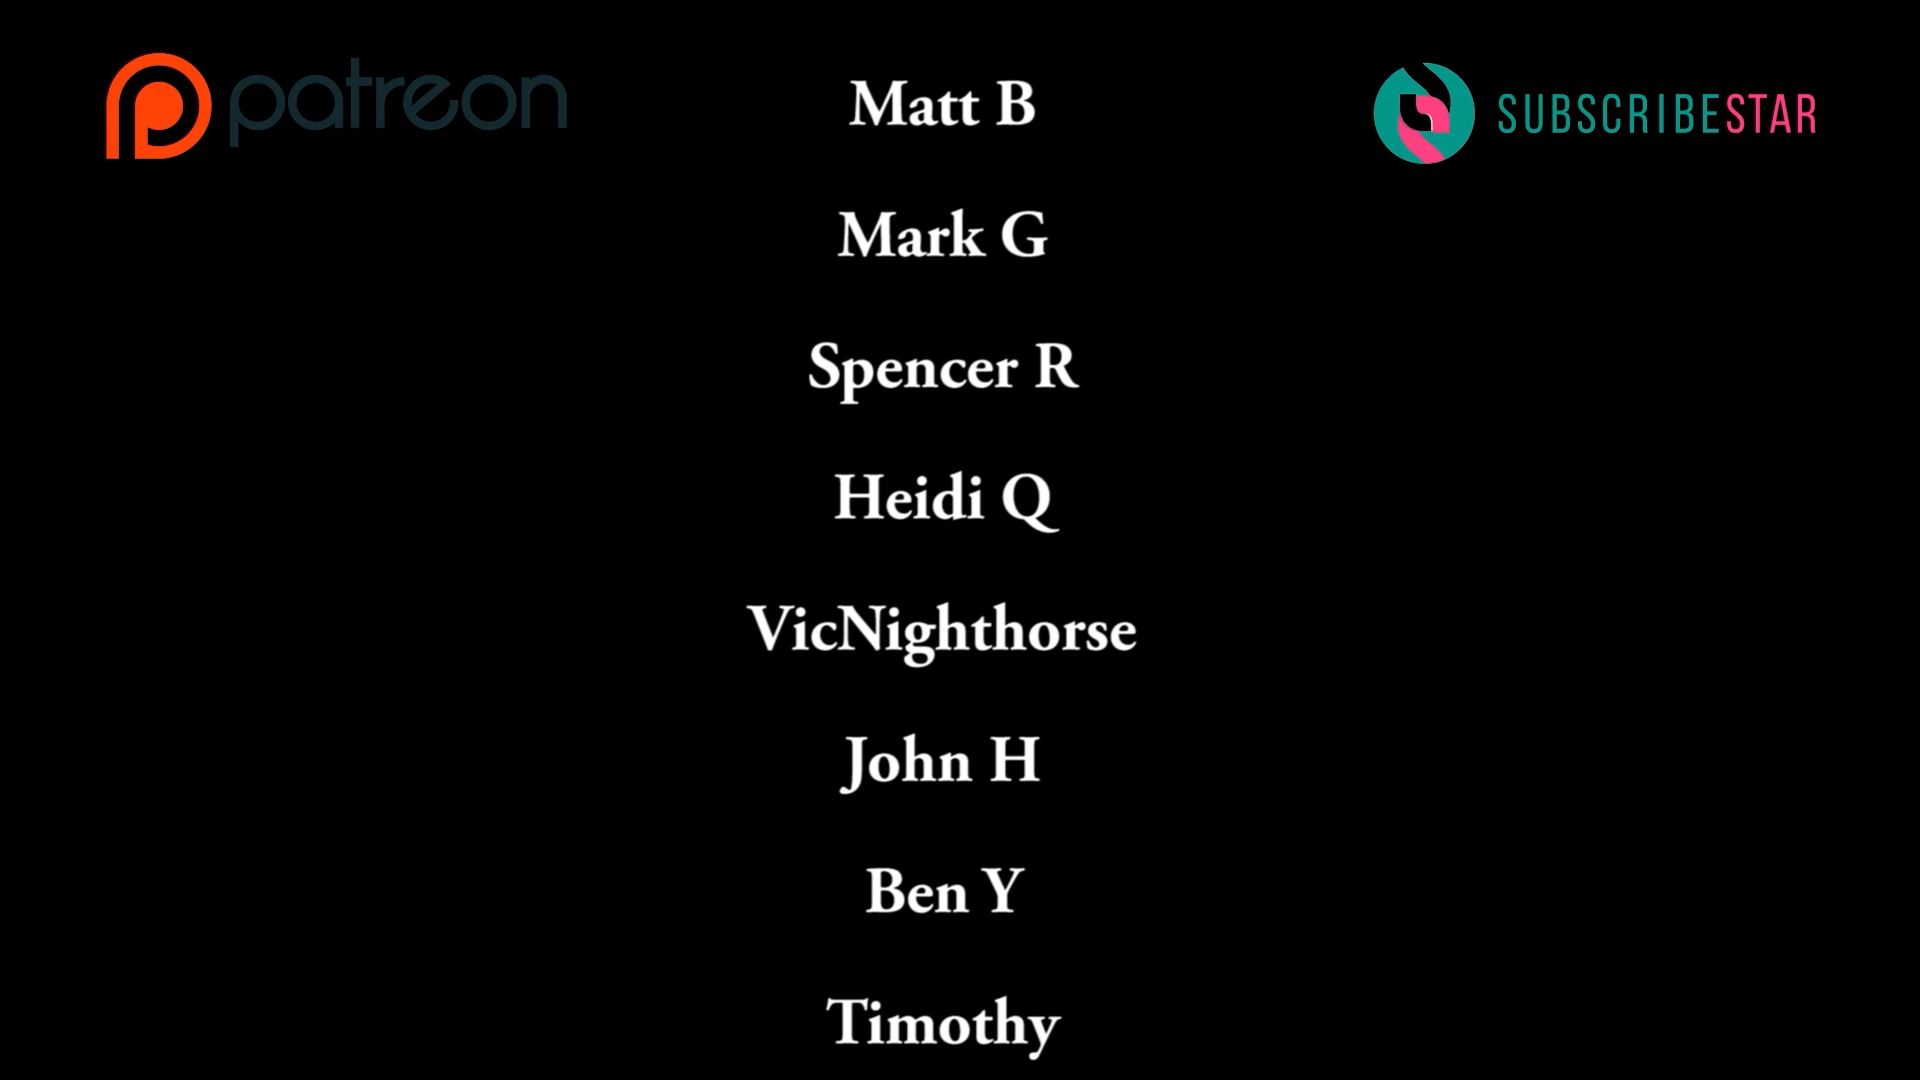 patreon
SUBSCRIBESTAR
Matt B
Mark G
Spencer R
Heidi Q
VicNighthorse
John H
Ben Y
Timothy